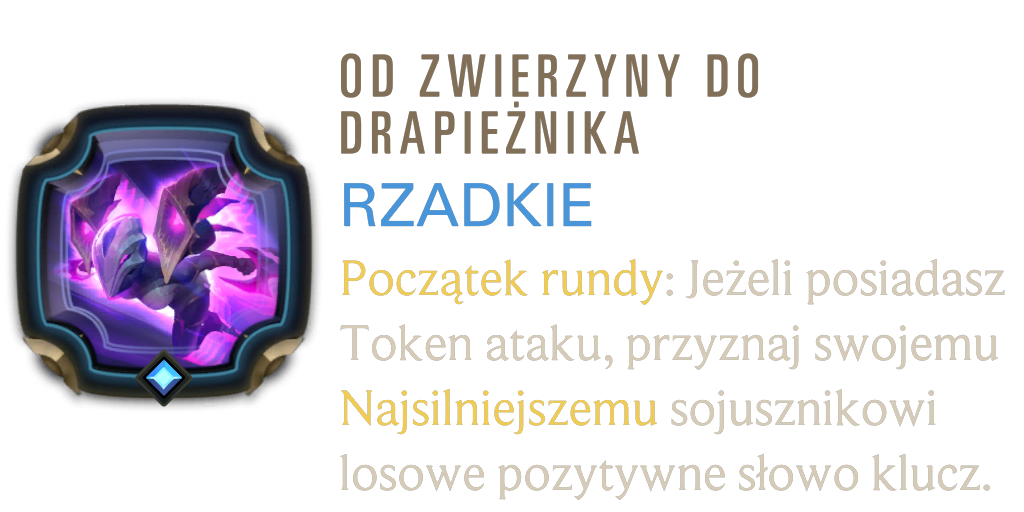 OD ZWIERZYNY DO
DRAPIEŻNIKA
RZADKIE
Początek rundy: Jeżeli posiadasz
Token ataku, przyznaj swojemu
Najsilniejszemu sojusznikowi
losowe pozytywne słowo klucz.